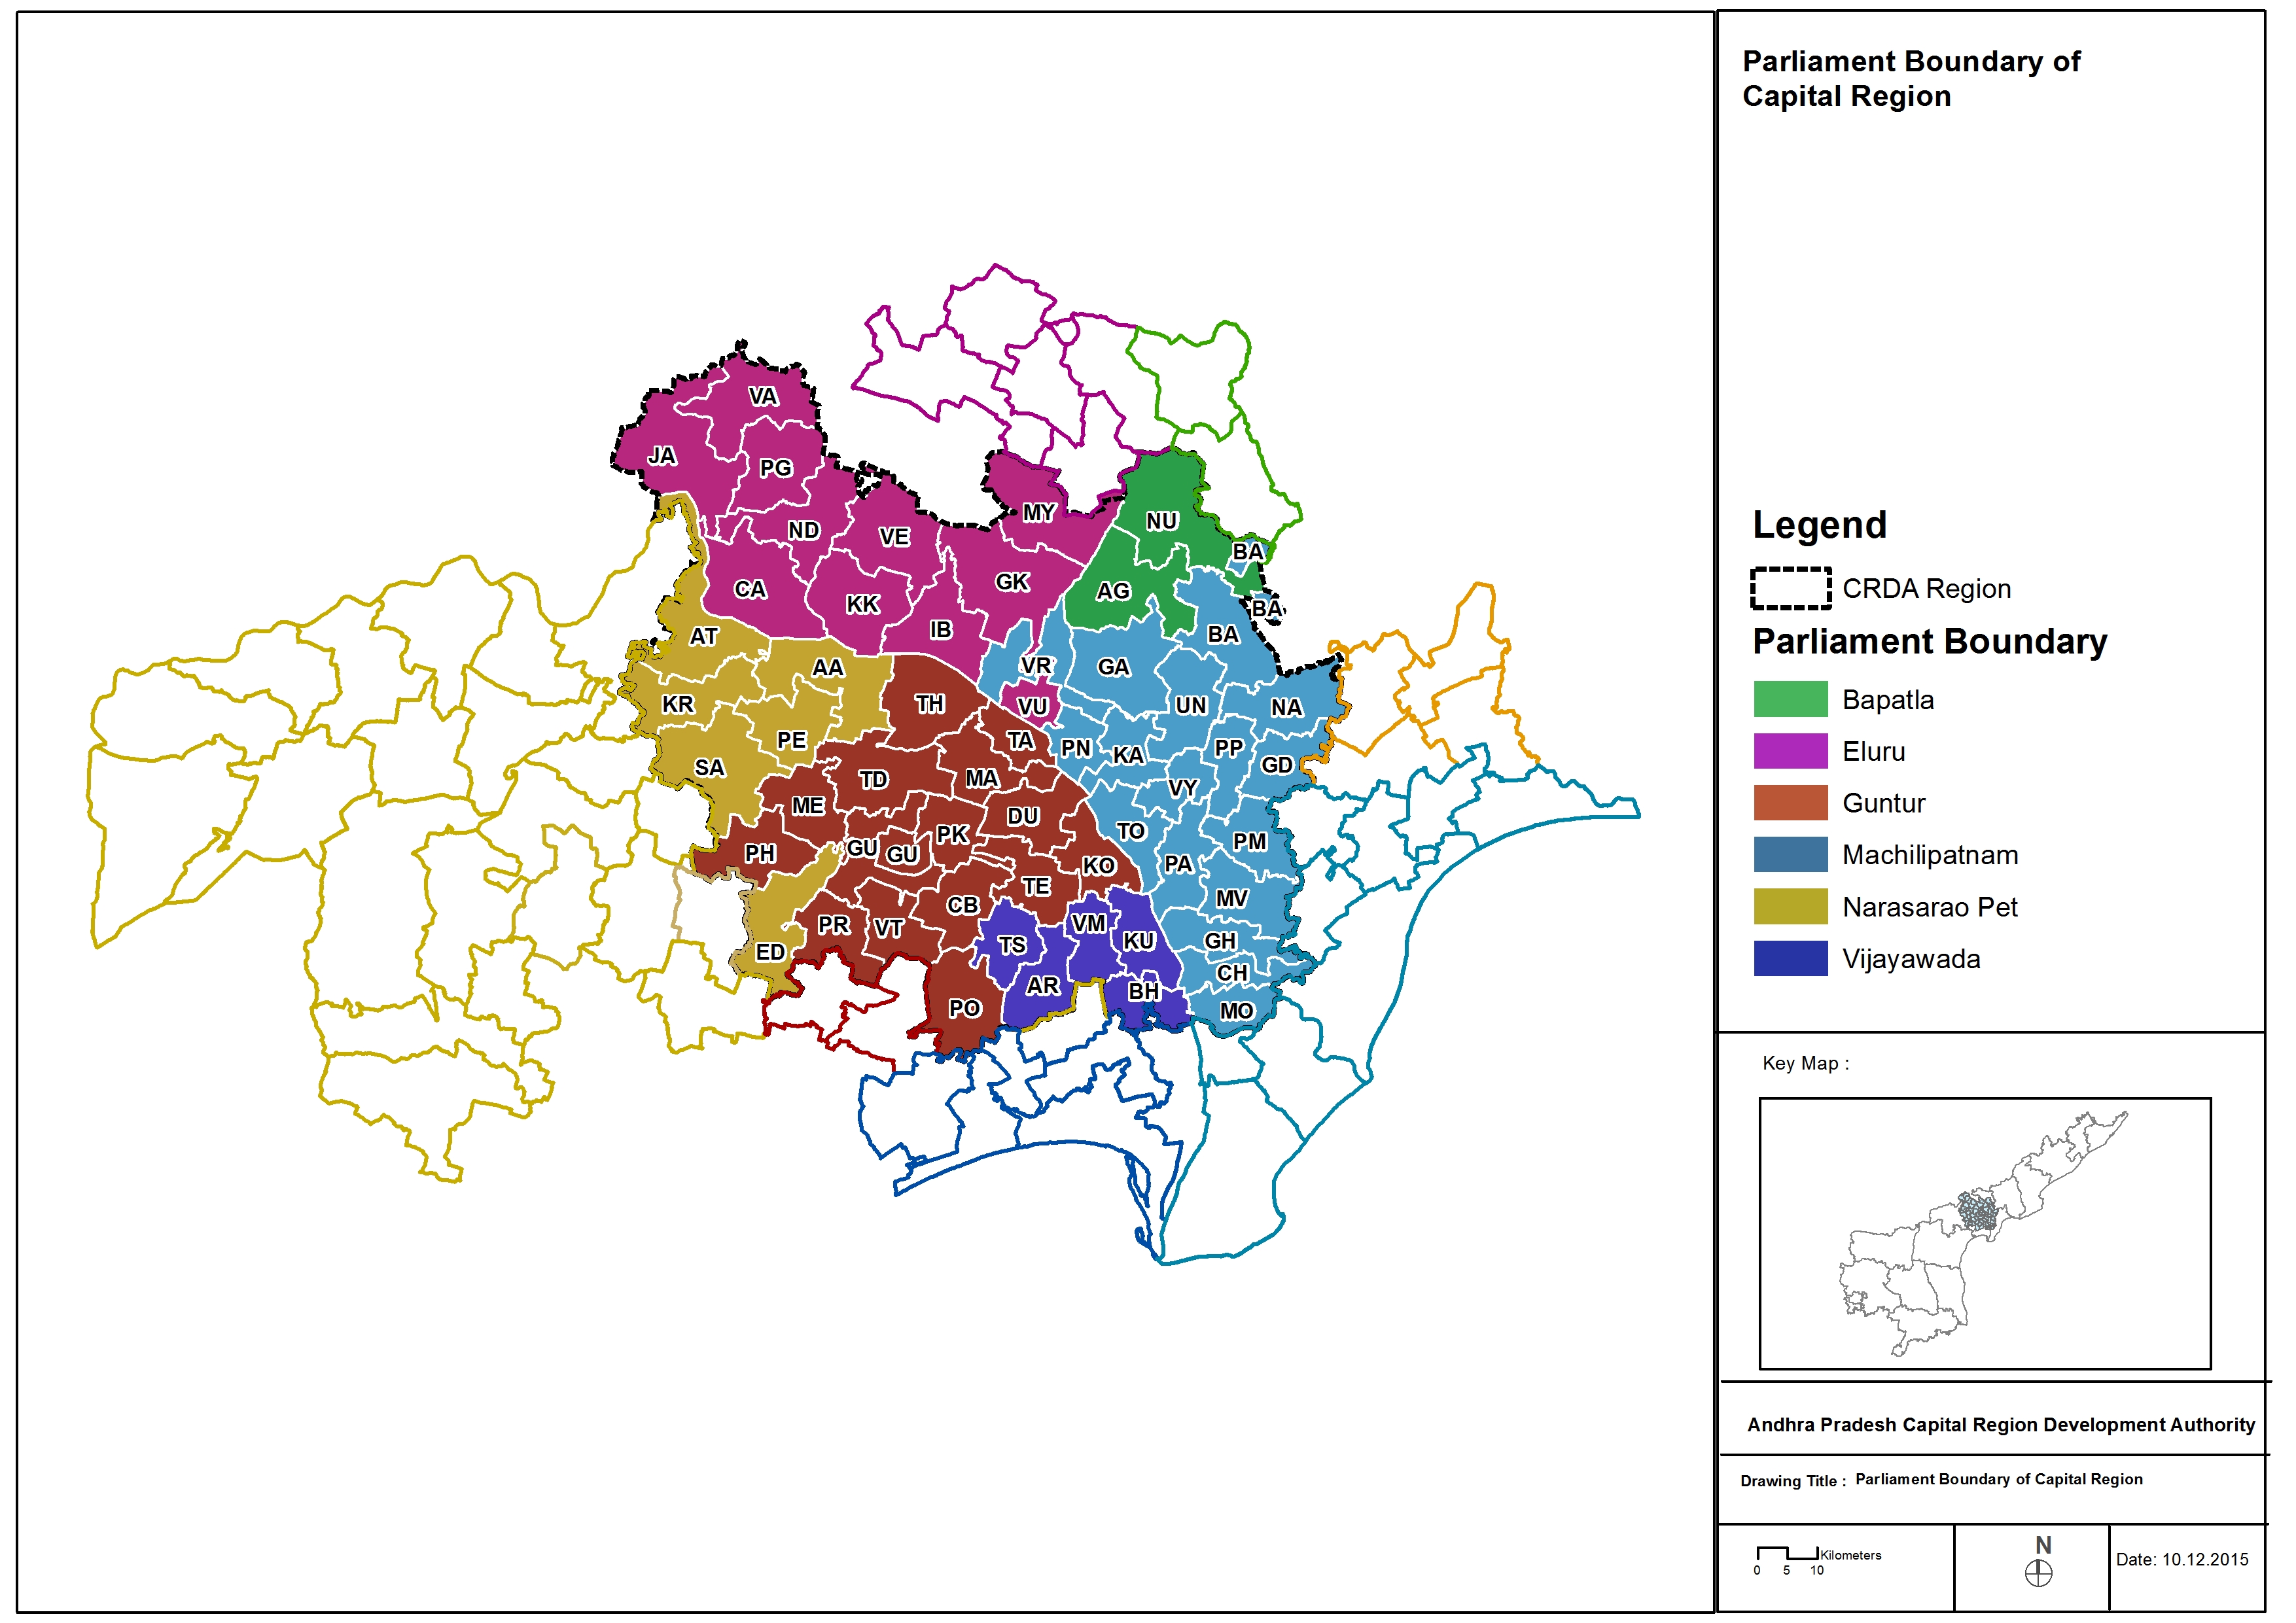 Parliament Boundary of
Capital Region
VA
JA
PG
MY
NU
ND
VE
BA
GK
CA
AG
KK
BA
IB
AT
BA
VR
AA
GA
KR
TH
VU
UN
NA
PE
TA
PN
KA
PP
SA
TD
MA
GD
VY
ME
DU
TO
PK
PM
PH
GU
GU
KO
PA
TE
MV
CB
PR
VT
VM
TS
KU
GH
ED
CH
AR
BH
PO
MO
Legend
CRDA Region
Parliament Boundary
Bapatla
Eluru
Guntur
Machilipatnam
Narasarao Pet
Vijayawada
Key Map :
Andhra Pradesh Capital Region Development Authority
Drawing Title : Parliament Boundary of Capital Region
Kilometers
0 5 10
N
Date: 10.12.2015